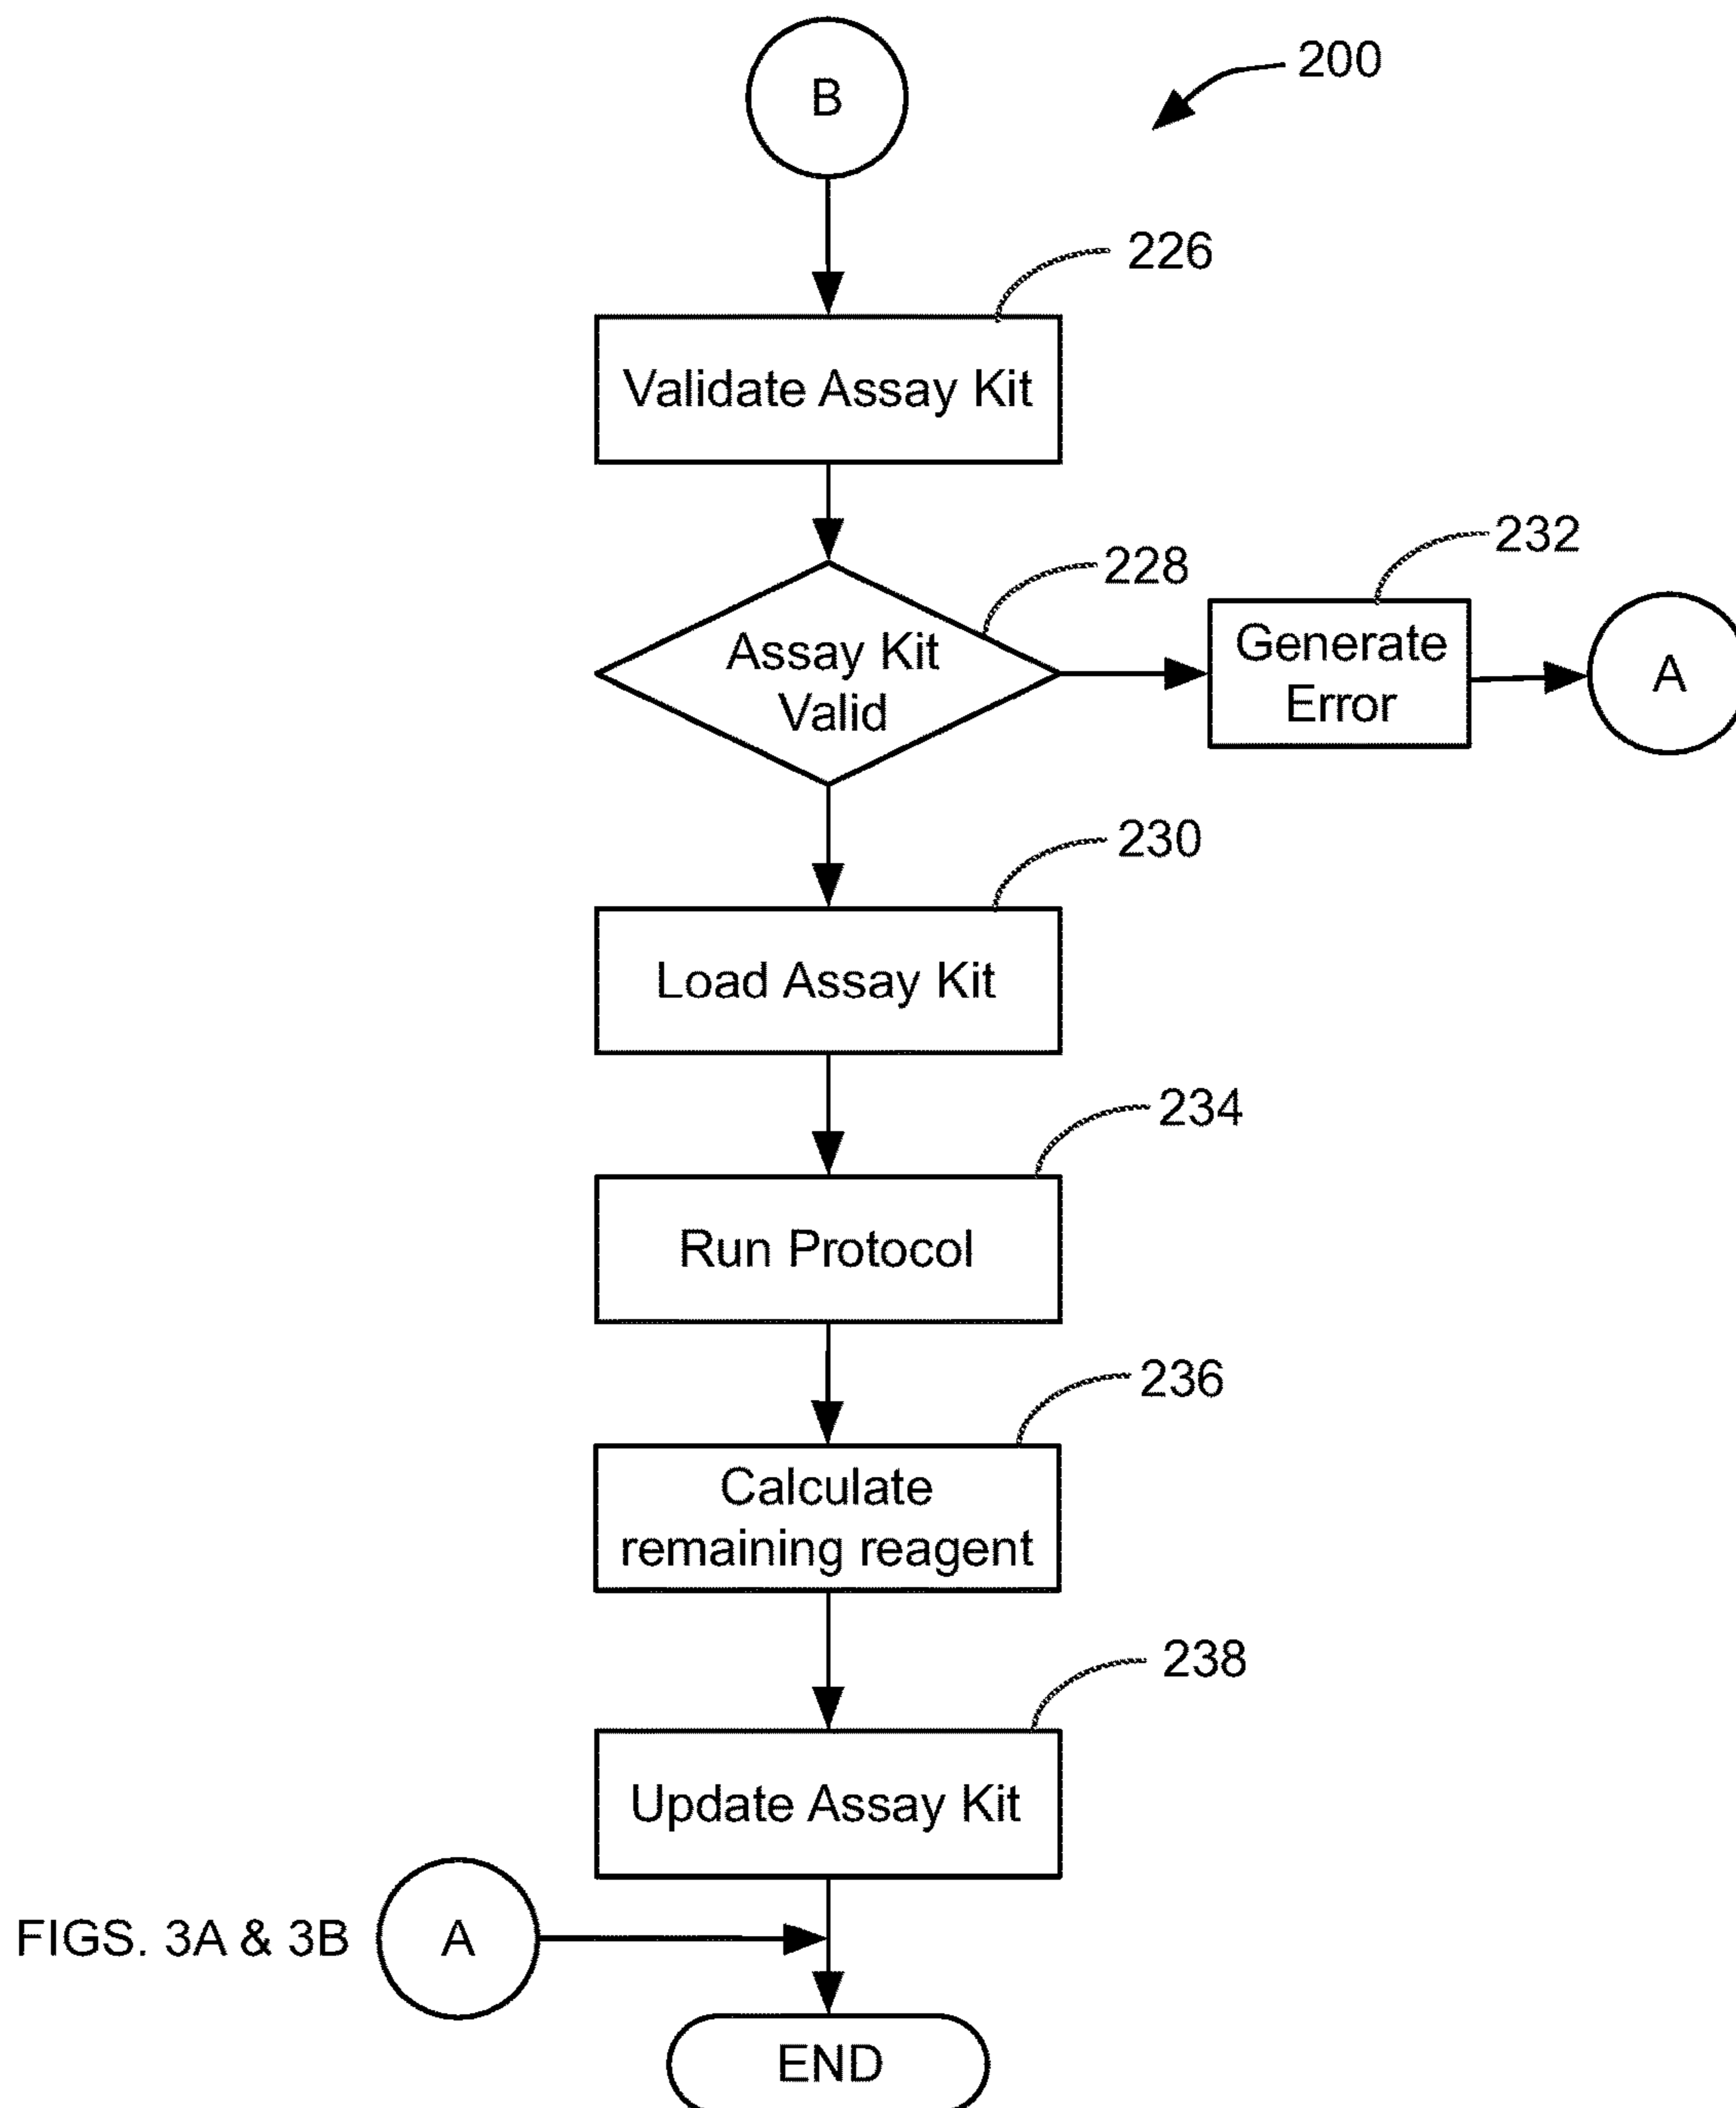 B
200
226
Validate Assay Kit
228
232
Assay Kit
Valid
Generate
Error
A
230
Load Assay Kit
234
Run Protocol
236
Calculate
remaining reagent
238
Update Assay Kit
FIGS. 3A & 3B
A
END